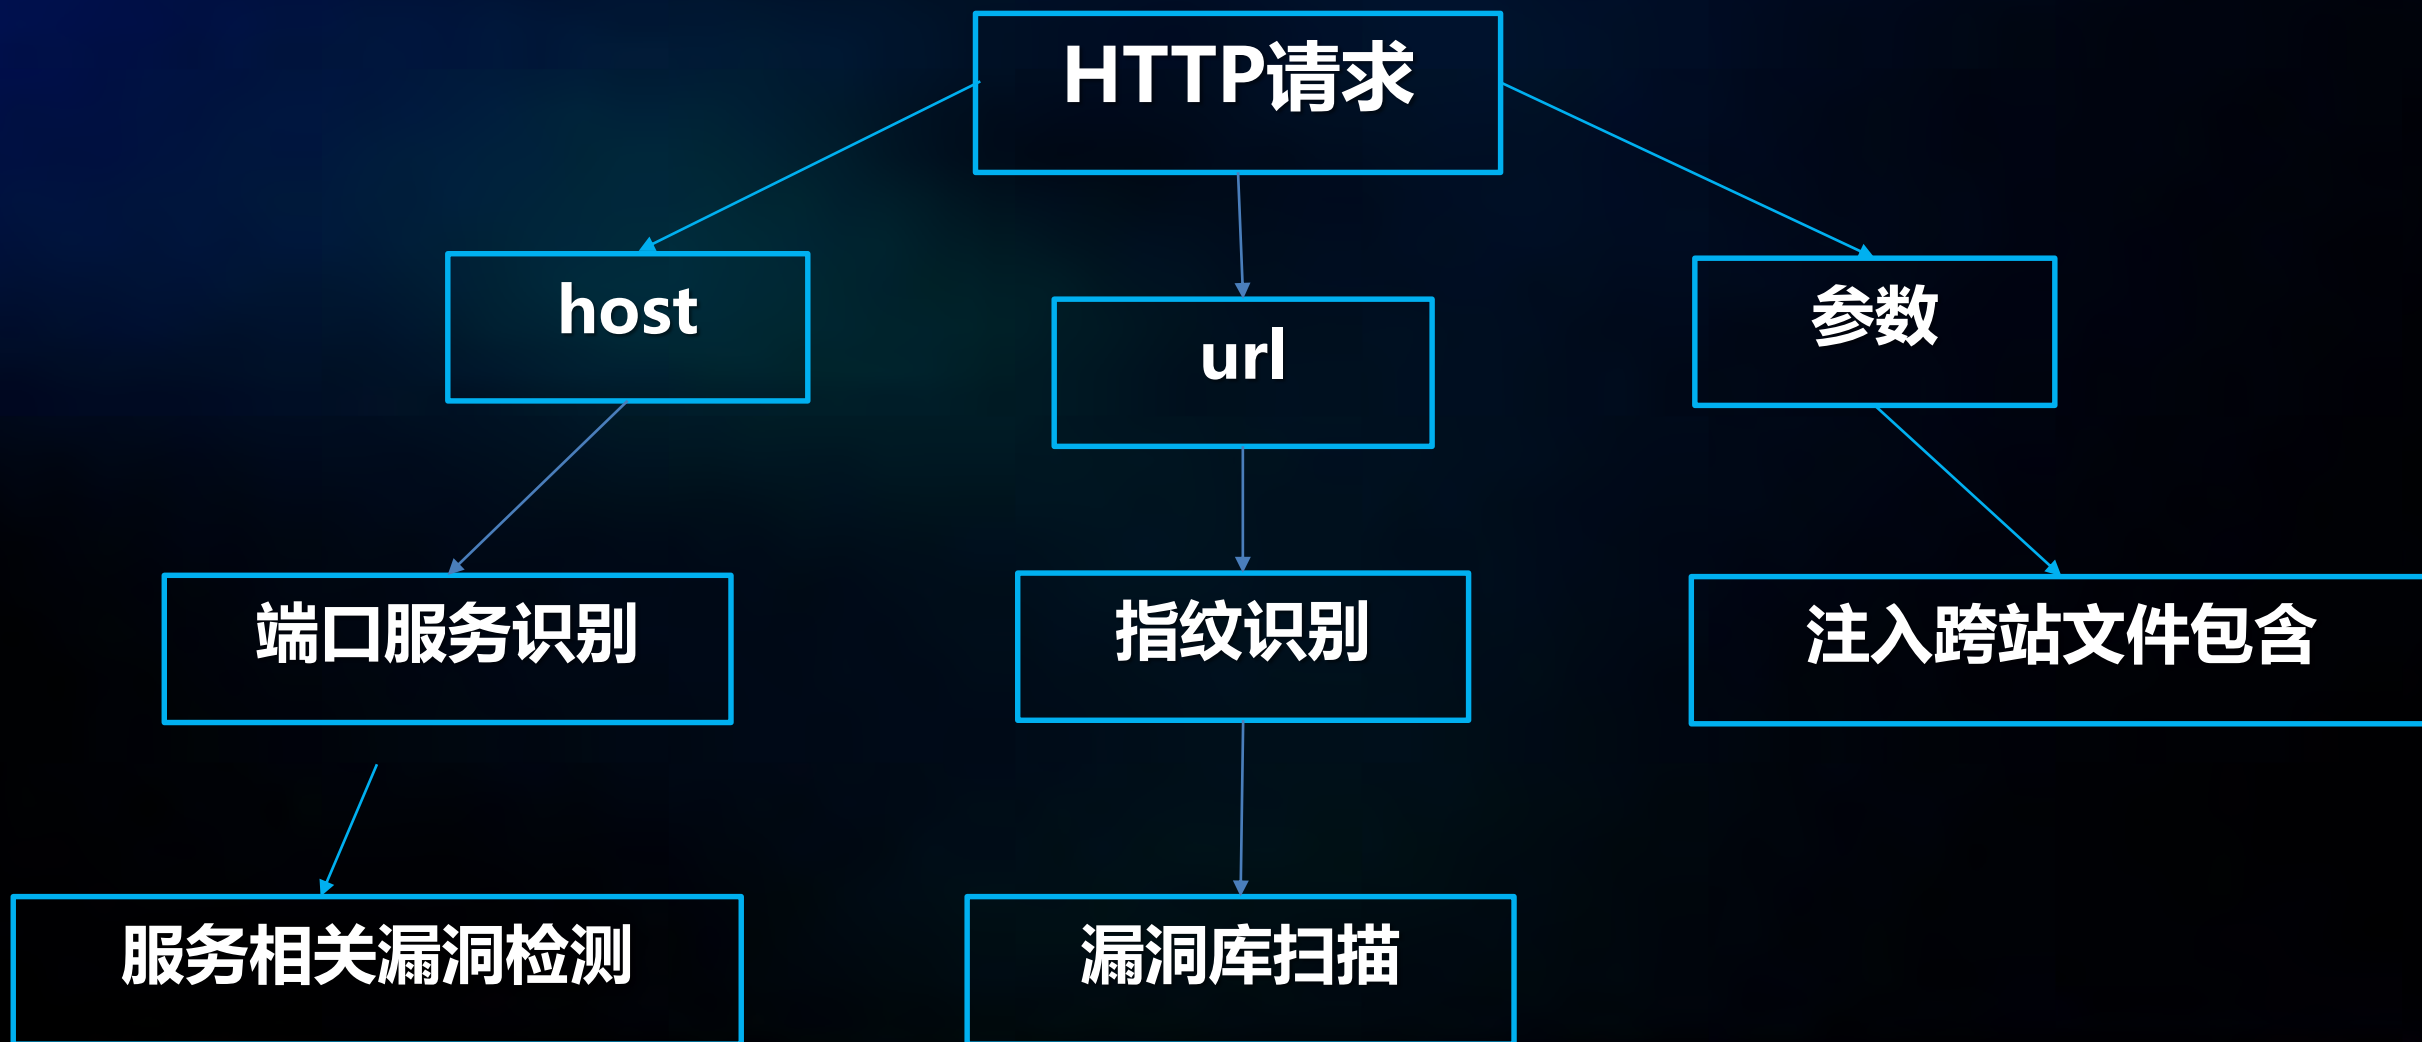 HTTP请求
host
url
参数
端口服务识别
指纹识别
注入跨站文件包含
服务相关漏洞检测
漏洞库扫描